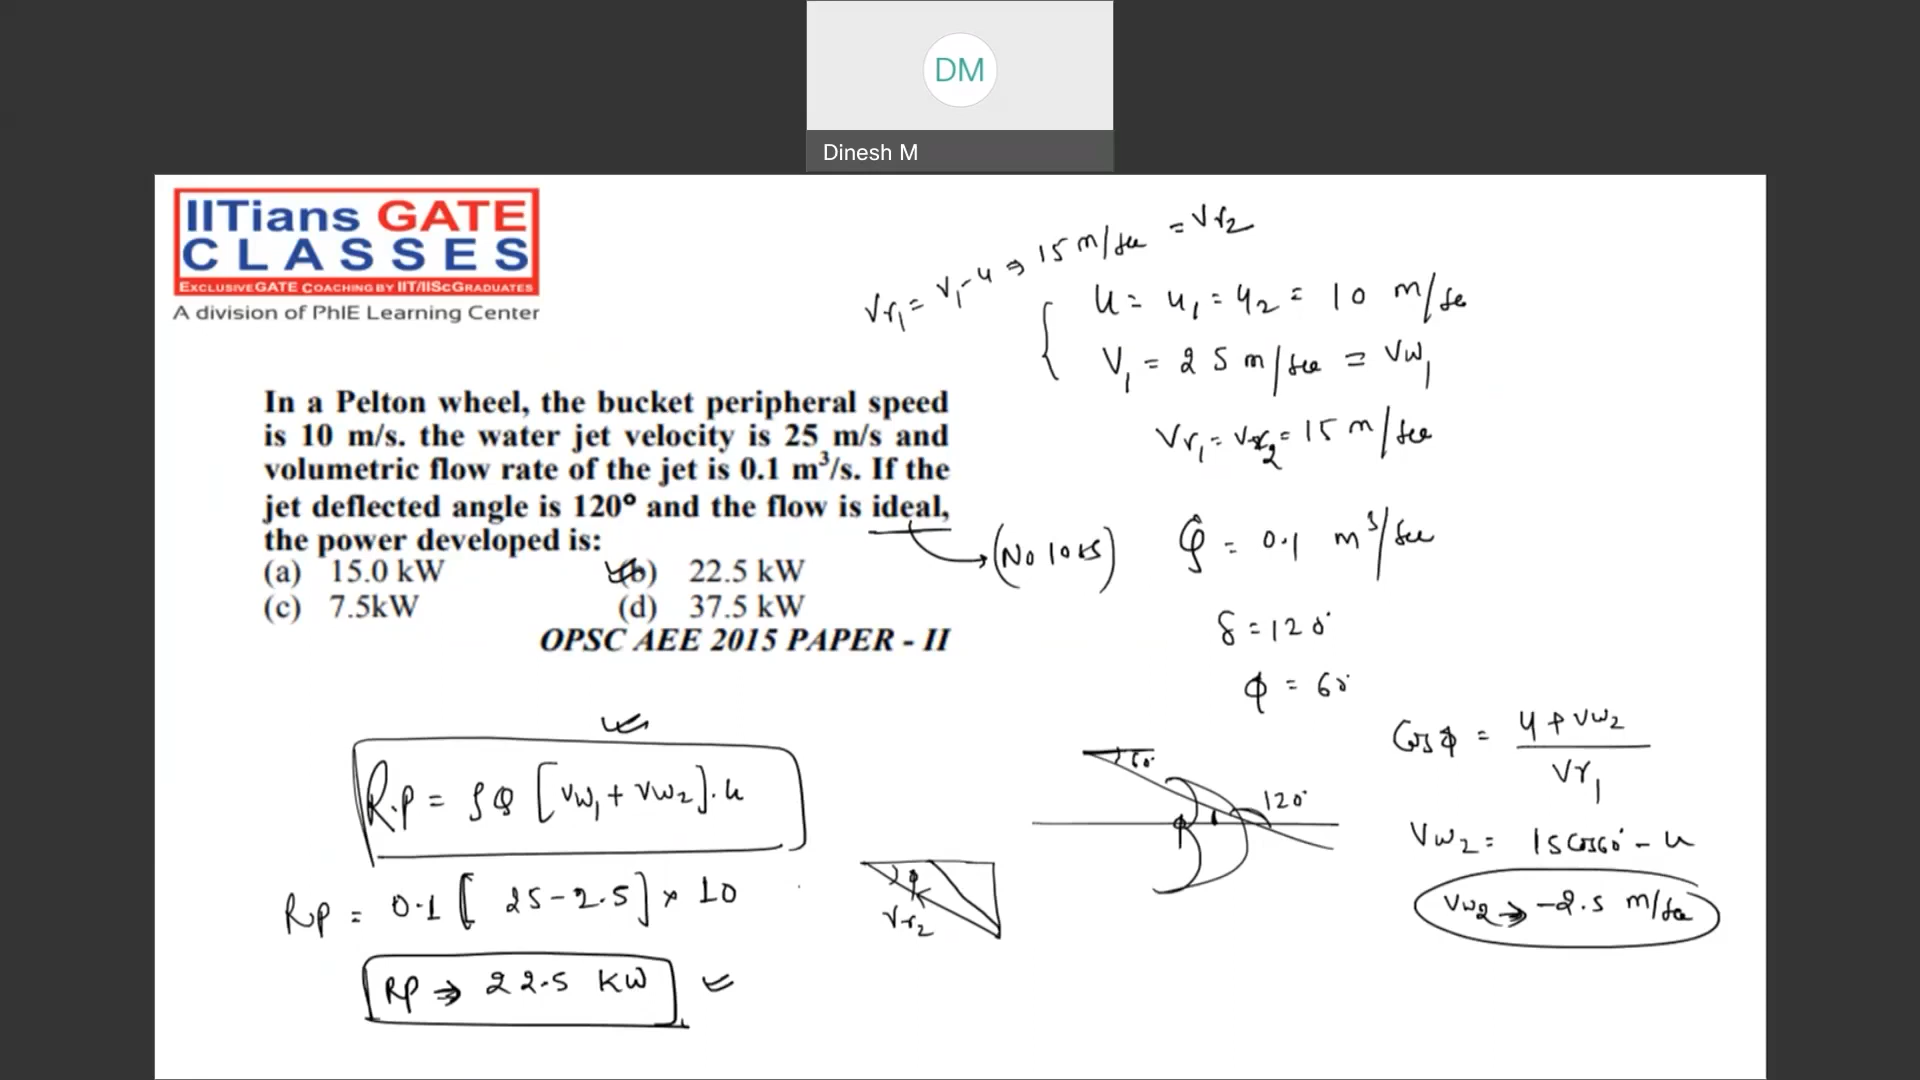 DM
Dinesh M
IITians GATE
CLASSES
EXCLUSIVE GATE COACHING BY IIT/IISc GRADUATES
A division of PhIE Learning Center
Vr₁ = V₁-u ⇒ 15 m/sec = Vr₂
u = u₁ = u₂ = 10 m/se
V₁ = 25 m/sec = Vw₁
Vr₁ = Vr₂ = 15 m/sec
In a Pelton wheel, the bucket peripheral speed
is 10 m/s. the water jet velocity is 25 m/s and
volumetric flow rate of the jet is 0.1 m³/s. If the
jet deflected angle is 120° and the flow is ideal,
the power developed is:
(a) 15.0 kW (b) 22.5 kW
(c) 7.5kW (d) 37.5 kW
OPSC AEE 2015 PAPER - II
(No loss)
Q = 0.1 m³/sec
δ = 120°
φ = 60°
Cos φ = u + Vw₂ / Vr₁
Vw₂ = 15 cos60° - u
Vw₂ ⇒ -2.5 m/sec
60°
120°
φ
Vr₂
R.P = ρQ [Vw₁ + Vw₂].u
RP = 0.1 [25-2.5] × 10
RP ⇒ 22.5 KW